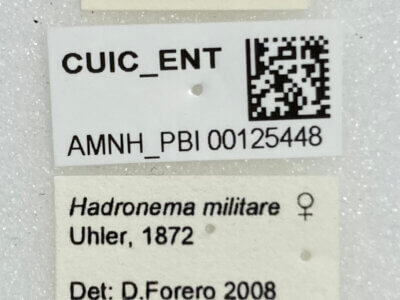 CUIC_ENT
AMNH_PBI 00125448
Hadronema militare ♀
Uhler, 1872
Det: D.Forero 2008